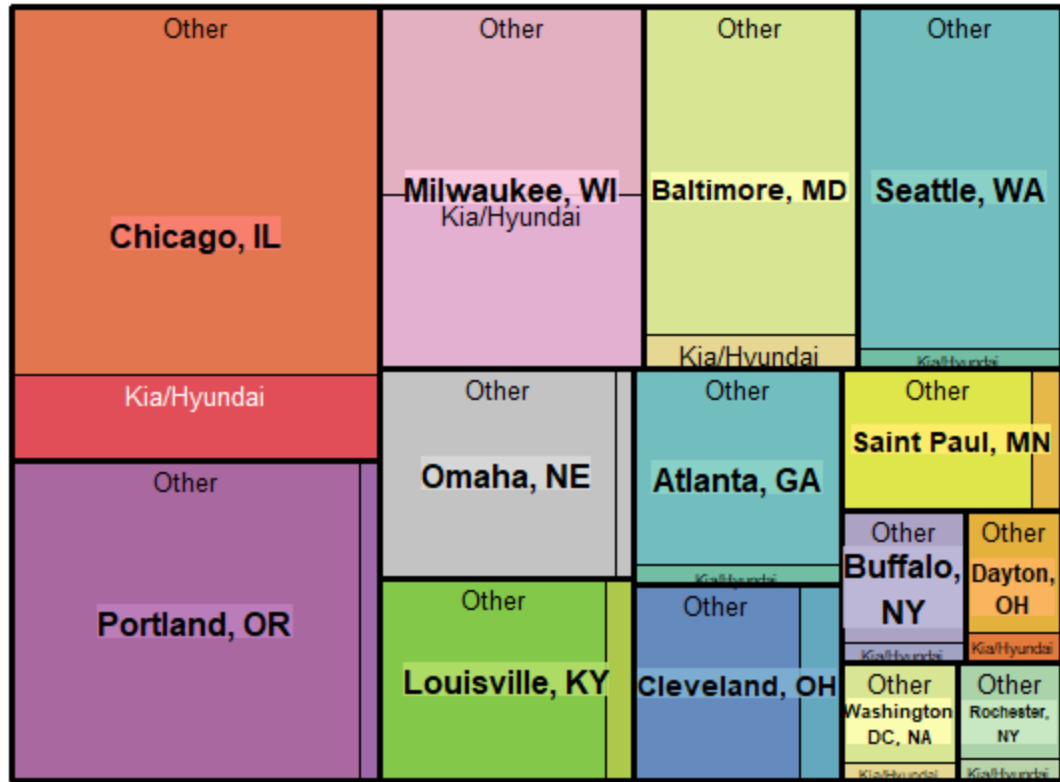 Other
Chicago, IL
Kia/Hyundai
Other
Milwaukee, WI
Kia/Hyundai
Other
Baltimore, MD
Kia/Hyundai
Other
Seattle, WA
Kia/Hyundai
Other
Portland, OR
Other
Omaha, NE
Other
Atlanta, GA
Kia/Hyundai
Other
Saint Paul, MN
Other
Louisville, KY
Other
Cleveland, OH
Other
Buffalo,
NY
Kia/Hyundai
Other
Dayton,
OH
Kia/Hyundai
Other
Washington
DC, NA
Kia/Hyundai
Other
Rochester,
NY
Kia/Hyundai